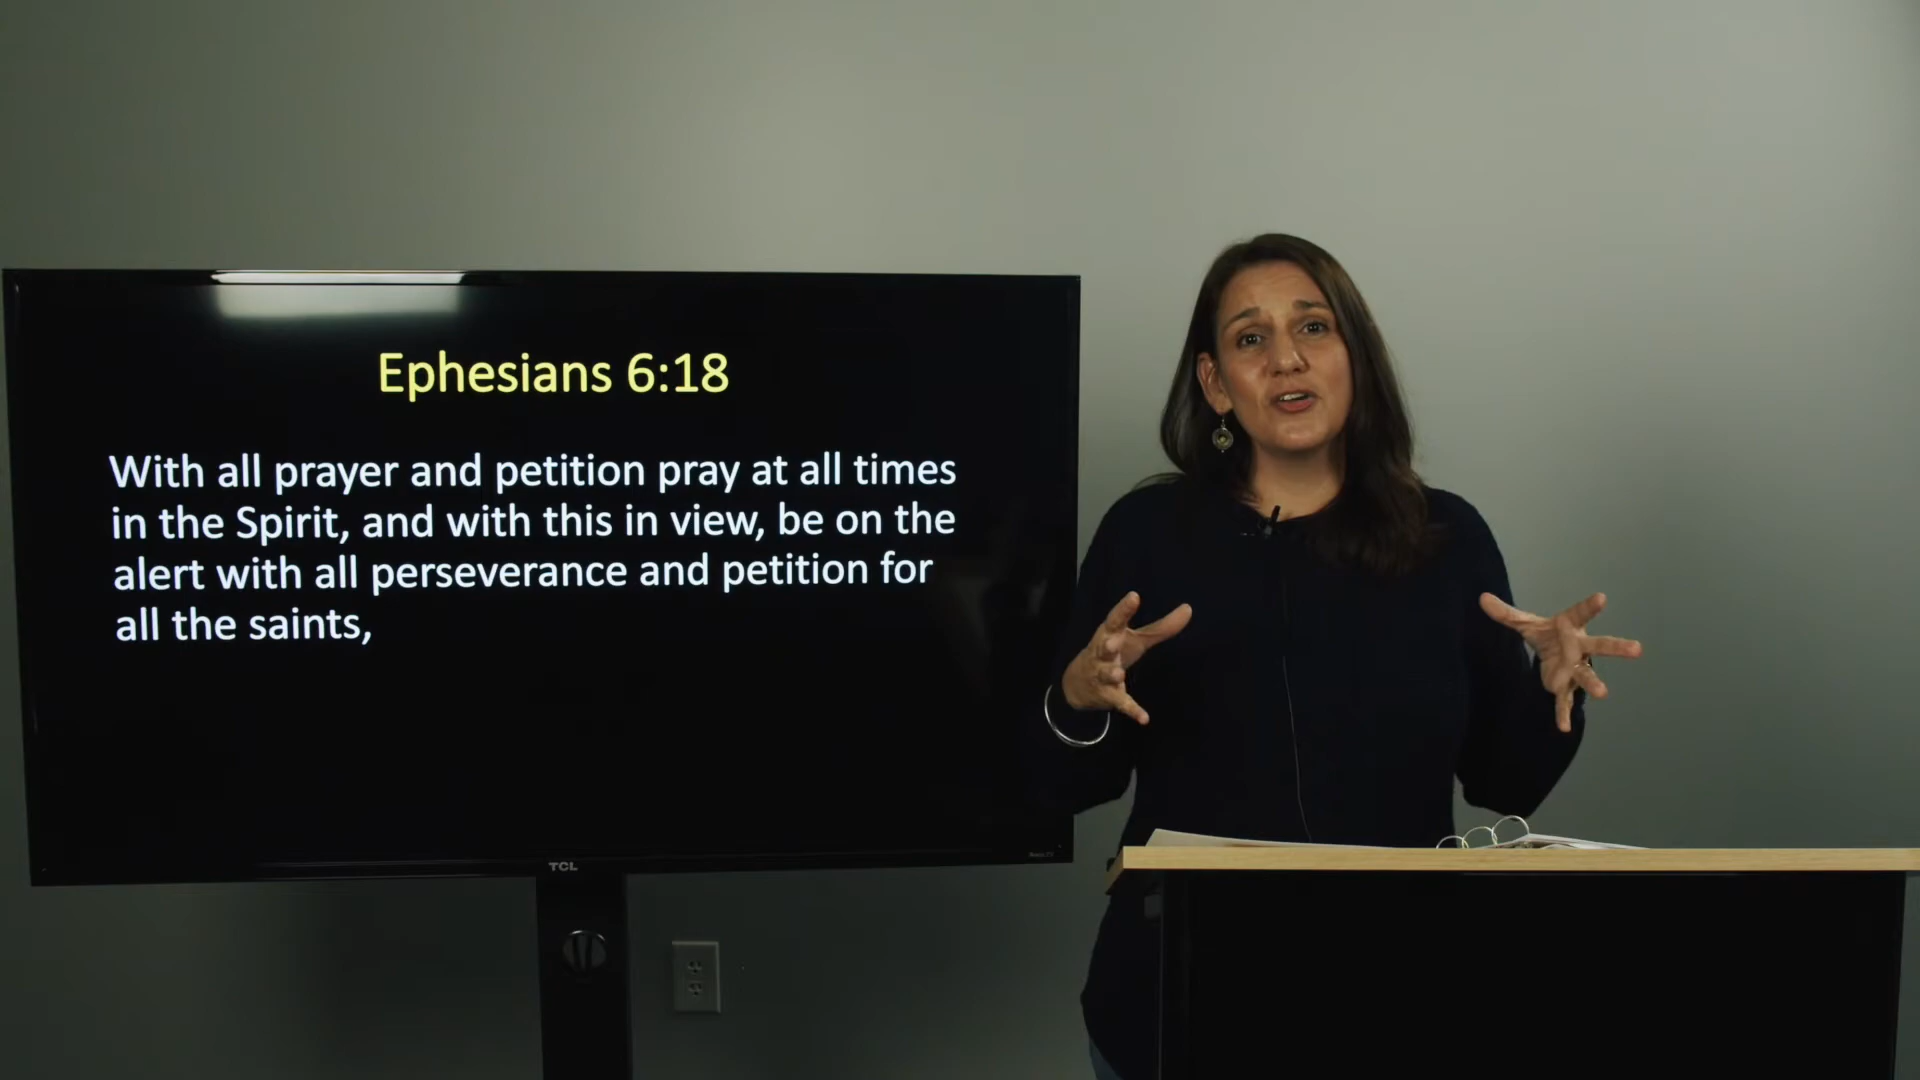 Ephesians 6:18
With all prayer and petition pray at all times
in the Spirit, and with this in view, be on the
alert with all perseverance and petition for
all the saints,
TCL